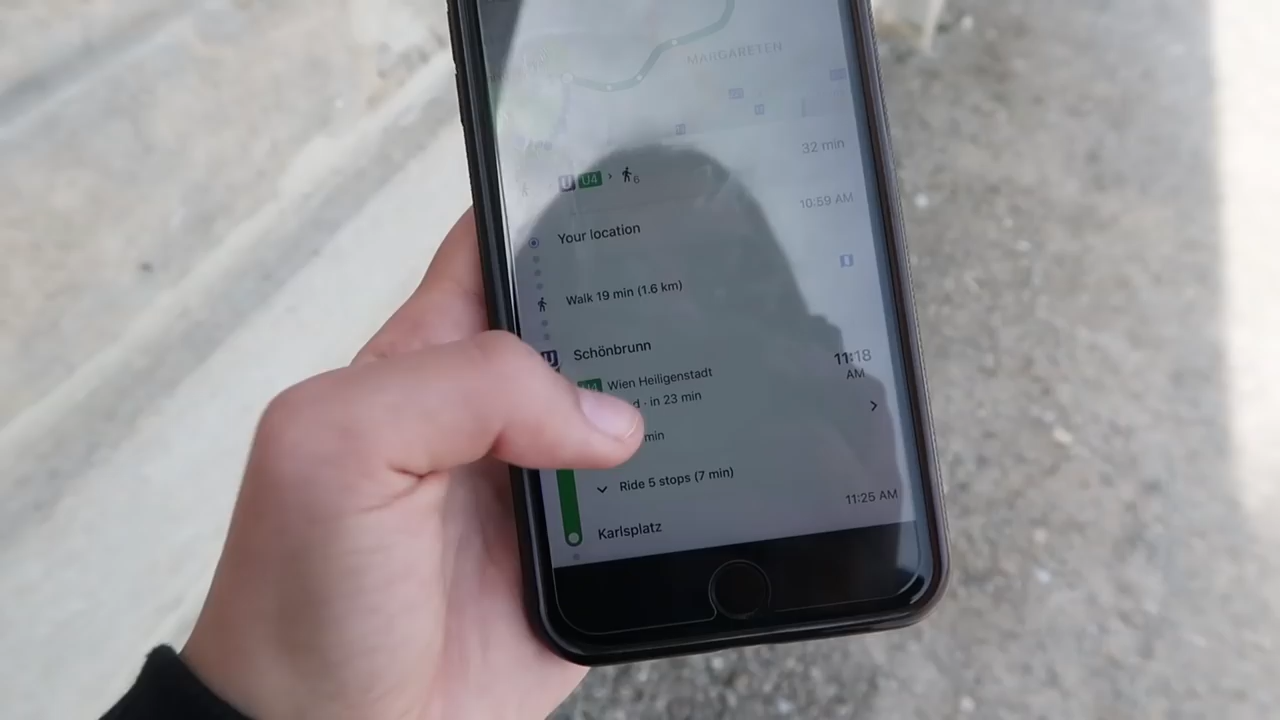 MARGARETEN
32 min
U U4 › 6
10:59 AM
Your location
Walk 19 min (1.6 km)
U Schönbrunn
11:18
AM
Wien Heiligenstadt
d · in 23 min
min
Ride 5 stops (7 min)
11:25 AM
Karlsplatz